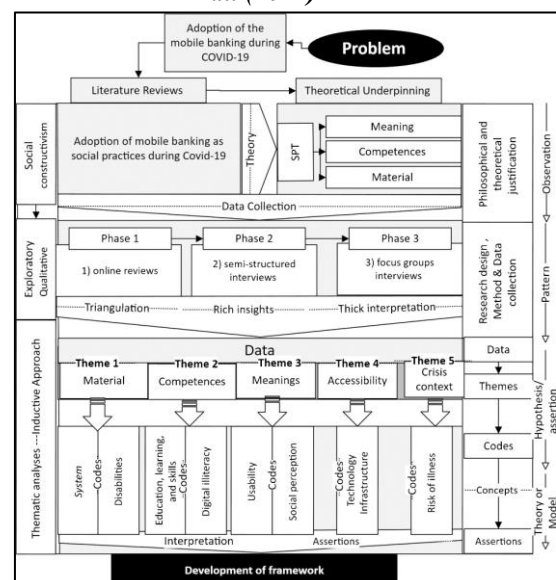 Adoption of the
mobile banking during
COVID-19
Problem
Literature Reviews
Theoretical Underpinning
Social
constructivism
Adoption of mobile banking as
social practices during Covid-19
Theory
SPT
Meaning
Competences
Material
Philosophical and
theoretical
justification
Observation
Data Collection
Exploratory
Qualitative
Phase 1
Phase 2
Phase 3
1) online reviews
2) semi-structured
interviews
3) focus groups
interviews
Triangulation
Rich insights
Thick interpretation
Research design ,
Method & Data
collection
Pattern
Thematic analyses ---Inductive Approach
Data
Theme 1
Theme 2
Theme 3
Theme 4
Theme 5
Material
Competences
Meanings
Accessibility
Crisis
context
System
--Codes--
Disabilities
Education, learning,
and skills
--Codes--
Digital illiteracy
Usability
Codes
Social perception
--Codes--
Technology
Infrastructure
--Codes--
Risk of illness
Interpretation
Assertions
Data
Themes
Codes
Concepts
Assertions
Hypothesis/
assertion
Theory or
Model
Development of framework